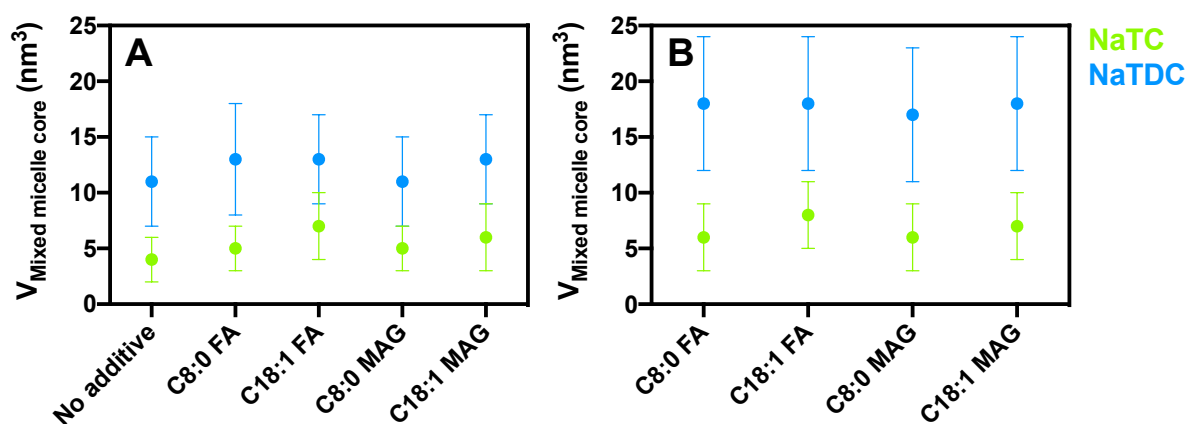 A
V Mixed micelle core (nm³)
25
20
15
10
5
0
No additive
C8:0 FA
C18:1 FA
C8:0 MAG
C18:1 MAG
B
V Mixed micelle core (nm³)
25
20
15
10
5
0
C8:0 FA
C18:1 FA
C8:0 MAG
C18:1 MAG
NaTC
NaTDC